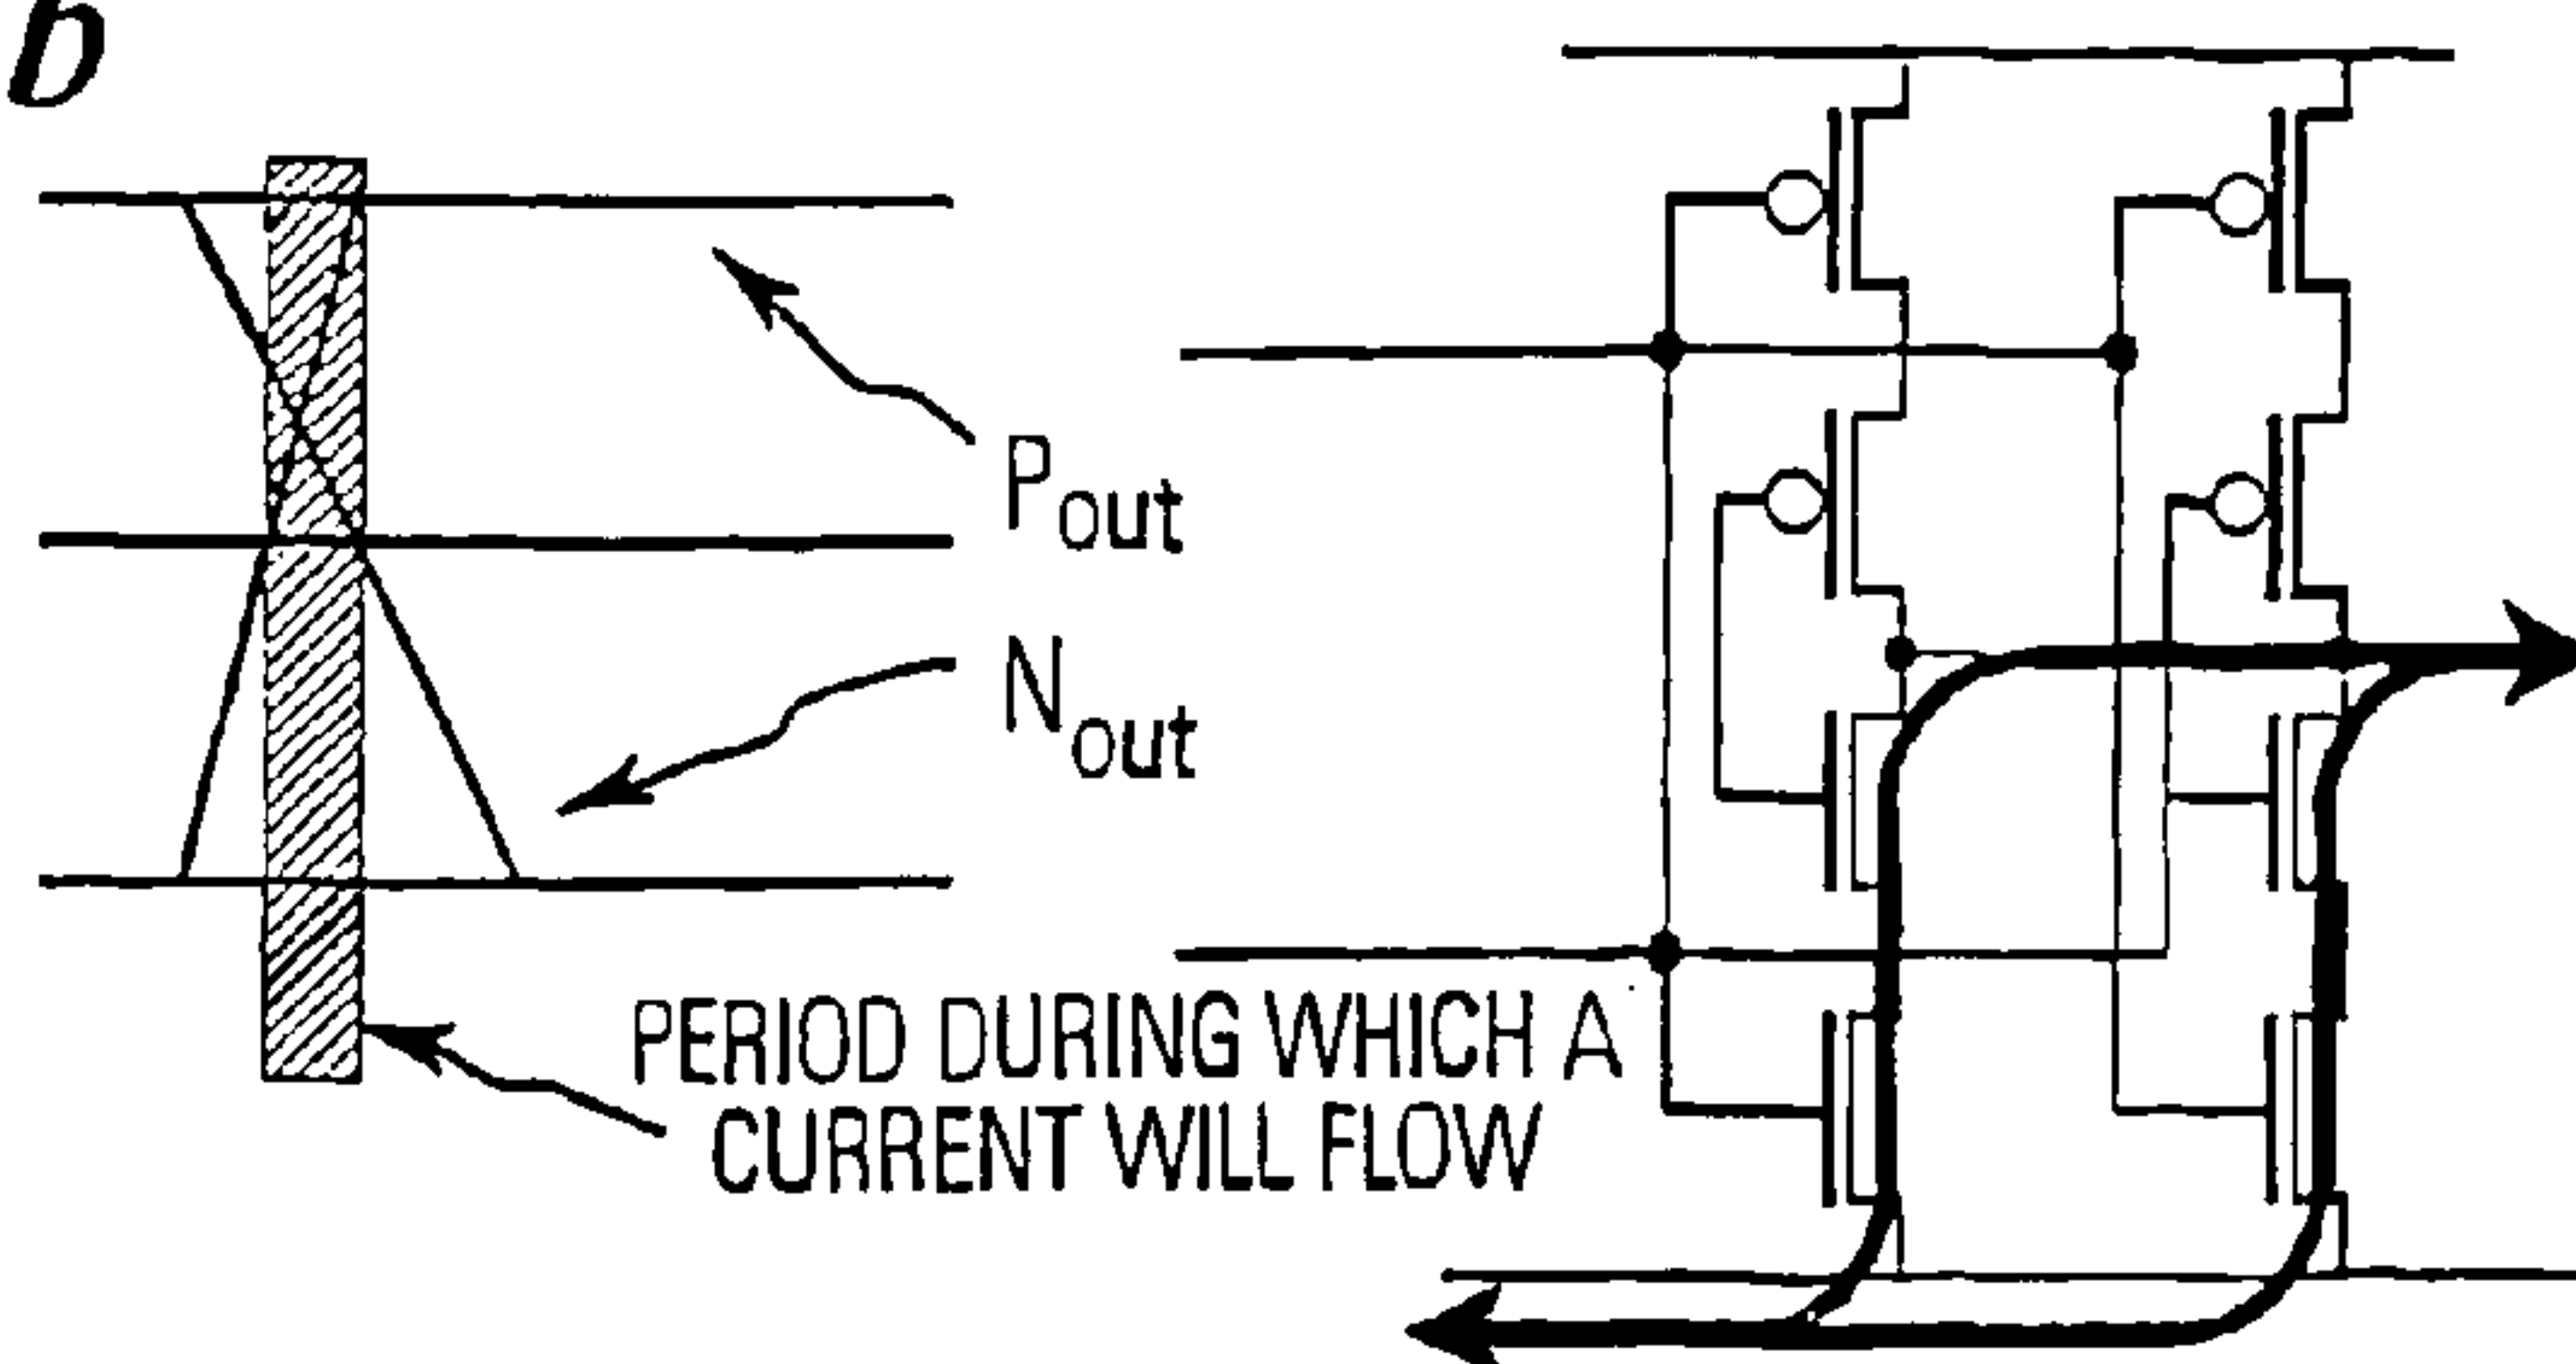 b
Pout
Nout
PERIOD DURING WHICH A
CURRENT WILL FLOW